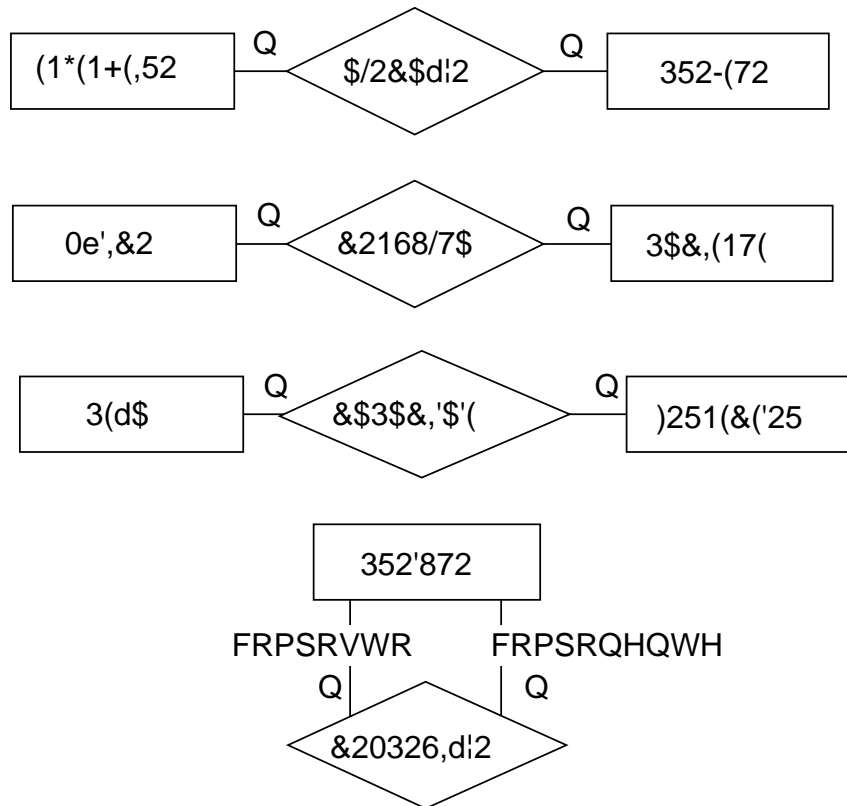 Q Q
(1*(1+(,52 $/2&$d¦2 352-(72
Q Q
0e',&2 &2168/7$ 3$&,(17(
Q Q
3(d$ &$3$&,'$'( )251(&('25
352'872
FRPSRVWR FRPSRQHQWH
Q Q
&20326,d¦2